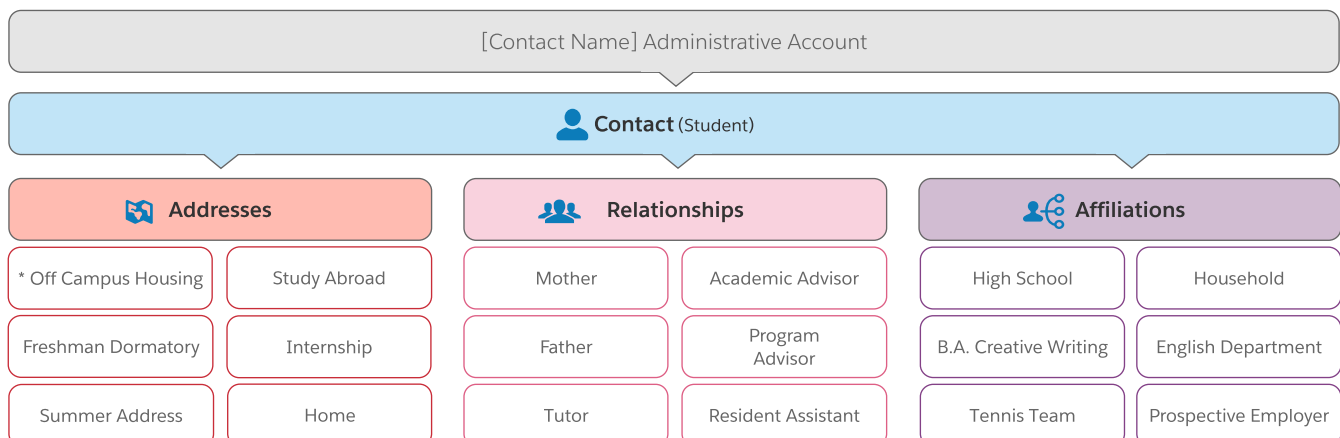 [Contact Name] Administrative Account
Contact (Student)
Addresses
Relationships
Affiliations
* Off Campus Housing
Study Abroad
Mother
Academic Advisor
High School
Household
Freshman Dormatory
Internship
Father
Program
Advisor
B.A. Creative Writing
English Department
Summer Address
Home
Tutor
Resident Assistant
Tennis Team
Prospective Employer